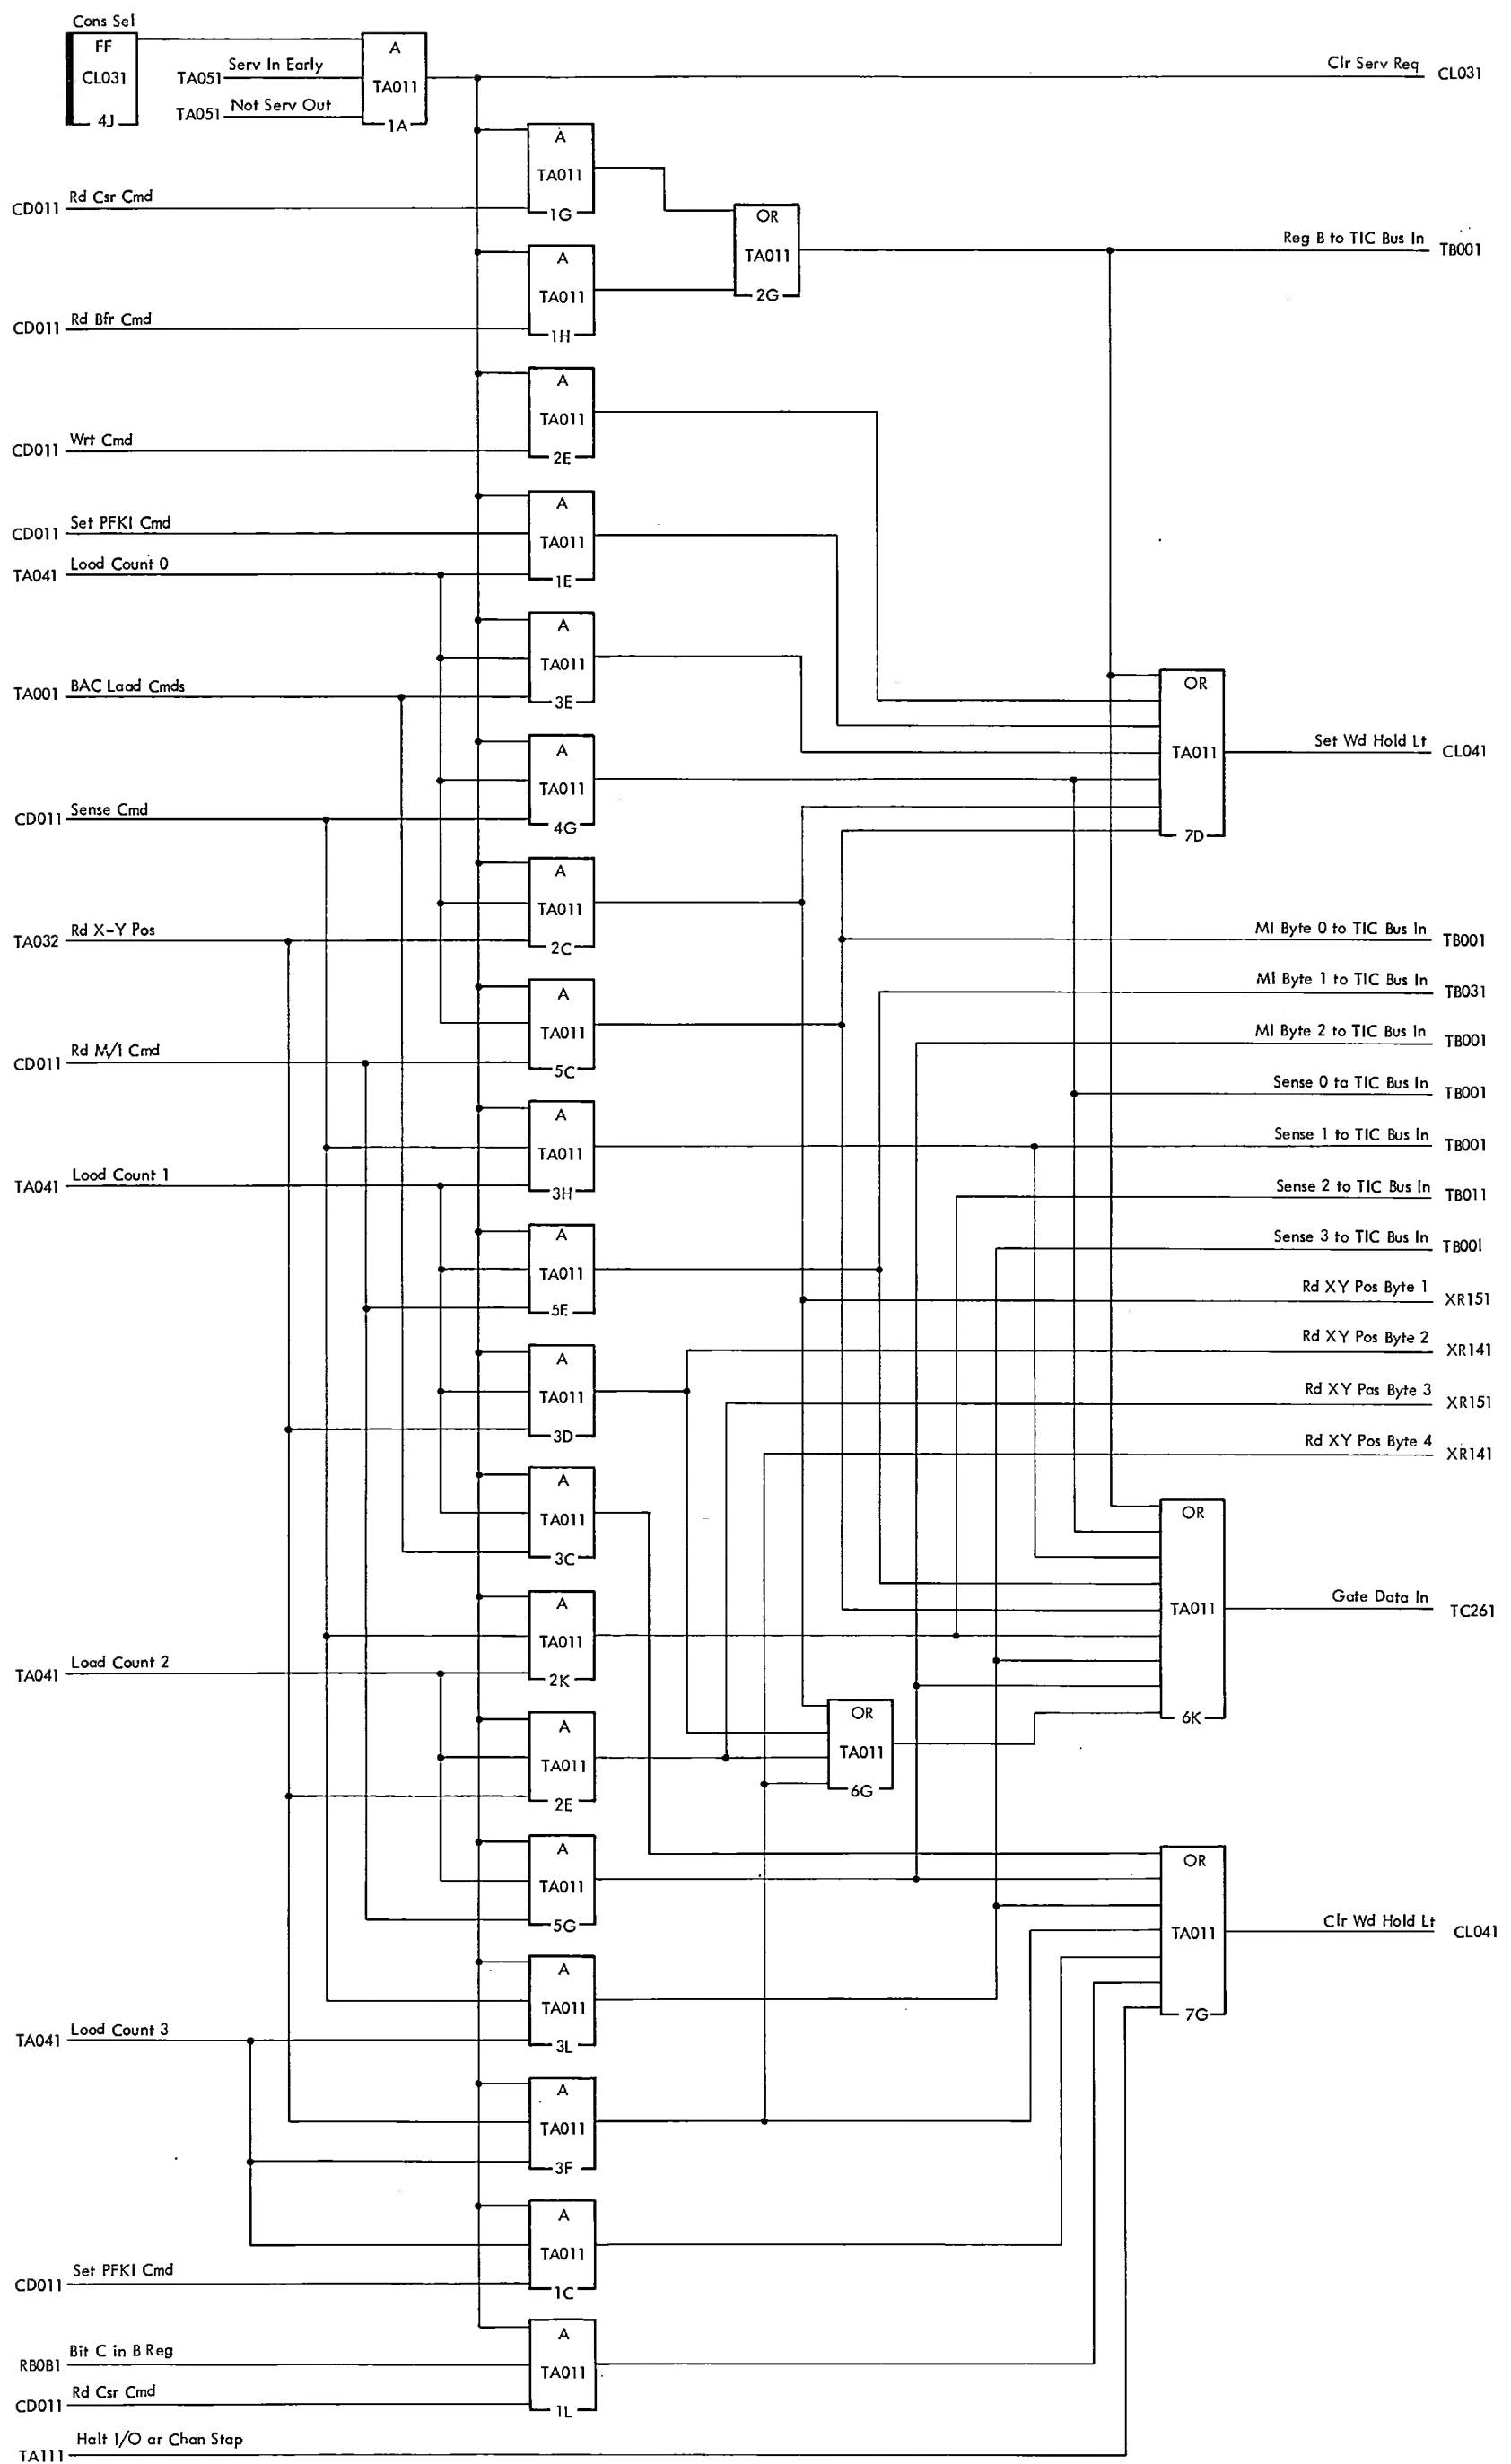 Cons Sel
FF
CL031
4J
TA051 Serv In Early
TA051 Not Serv Out
A
TA011
1A
Clr Serv Req CL031
CD011 Rd Csr Cmd
A
TA011
1G
OR
TA011
2G
Reg B to TIC Bus In TB001
CD011 Rd Bfr Cmd
A
TA011
1H
CD011 Wrt Cmd
A
TA011
2E
CD011 Set PFKI Cmd
TA041 Lood Count 0
A
TA011
1E
TA001 BAC Laad Cmds
A
TA011
3E
OR
TA011
7D
Set Wd Hold Lt CL041
CD011 Sense Cmd
A
TA011
4G
TA032 Rd X-Y Pos
A
TA011
2C
MI Byte 0 to TIC Bus In TB001
MI Byte 1 to TIC Bus In TB031
CD011 Rd M/I Cmd
A
TA011
5C
MI Byte 2 to TIC Bus In TB001
Sense 0 ta TIC Bus In TB001
TA041 Lood Count 1
A
TA011
3H
Sense 1 to TIC Bus In TB001
Sense 2 to TIC Bus In TB011
A
TA011
5E
Sense 3 to TIC Bus In TB001
Rd XY Pos Byte 1 XR151
A
TA011
3D
Rd XY Pos Byte 2 XR141
Rd XY Pas Byte 3 XR151
Rd XY Pos Byte 4 XR141
A
TA011
3C
OR
TA011
6K
Gate Data In TC261
TA041 Load Count 2
A
TA011
2K
A
TA011
2E
OR
TA011
6G
A
TA011
5G
OR
TA011
7G
Clr Wd Hold Lt CL041
TA041 Lood Count 3
A
TA011
3L
A
TA011
3F
CD011 Set PFKI Cmd
A
TA011
1C
RB0B1 Bit C in B Reg
CD011 Rd Csr Cmd
A
TA011
1L
TA111 Halt I/O ar Chan Stap